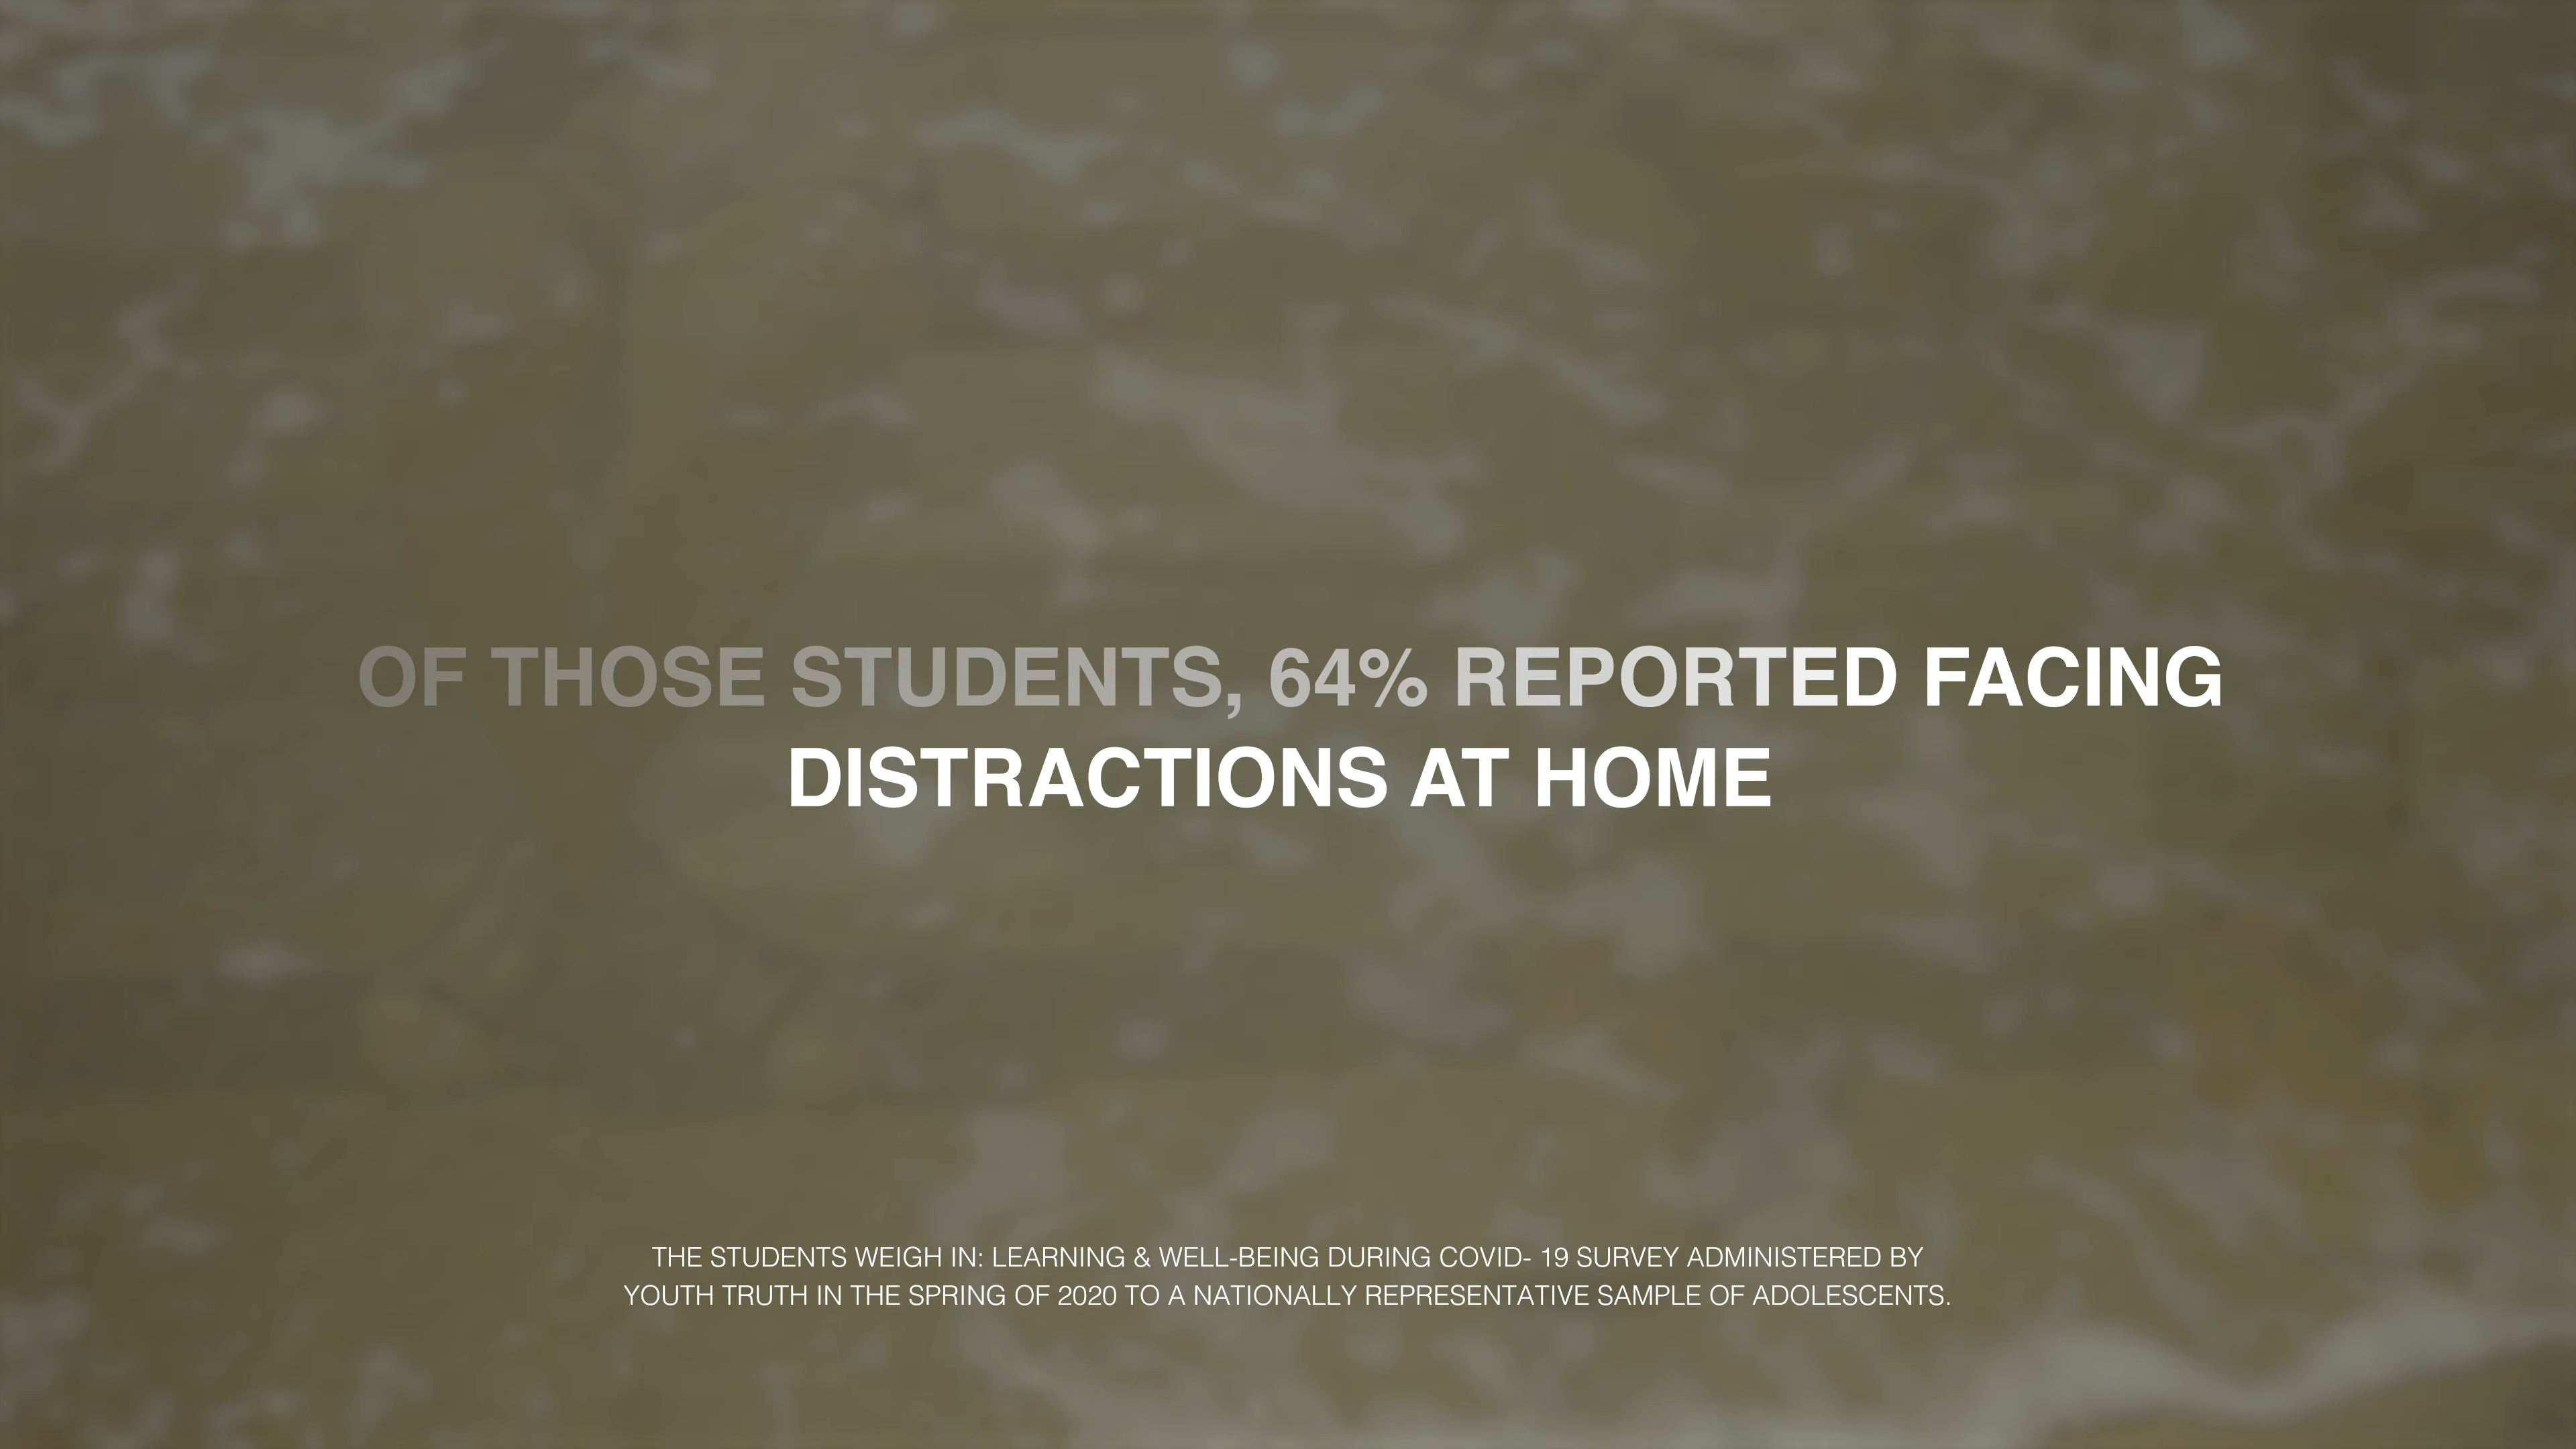 OF THOSE STUDENTS, 64% REPORTED FACING
DISTRACTIONS AT HOME
THE STUDENTS WEIGH IN: LEARNING & WELL-BEING DURING COVID- 19 SURVEY ADMINISTERED BY
YOUTH TRUTH IN THE SPRING OF 2020 TO A NATIONALLY REPRESENTATIVE SAMPLE OF ADOLESCENTS.